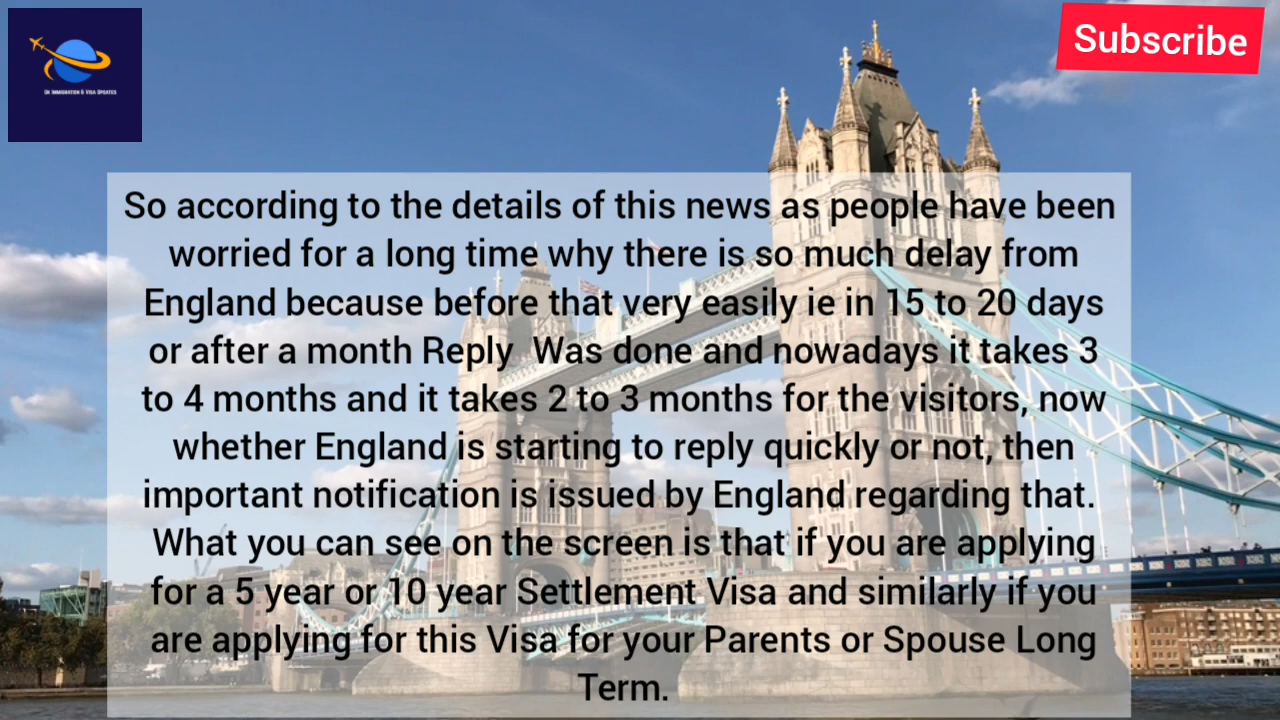 Subscribe
UK IMMIGRATION & VISA UPDATES
So according to the details of this news as people have been
worried for a long time why there is so much delay from
England because before that very easily ie in 15 to 20 days
or after a month Reply Was done and nowadays it takes 3
to 4 months and it takes 2 to 3 months for the visitors, now
whether England is starting to reply quickly or not, then
important notification is issued by England regarding that.
What you can see on the screen is that if you are applying
for a 5 year or 10 year Settlement Visa and similarly if you
are applying for this Visa for your Parents or Spouse Long
Term.